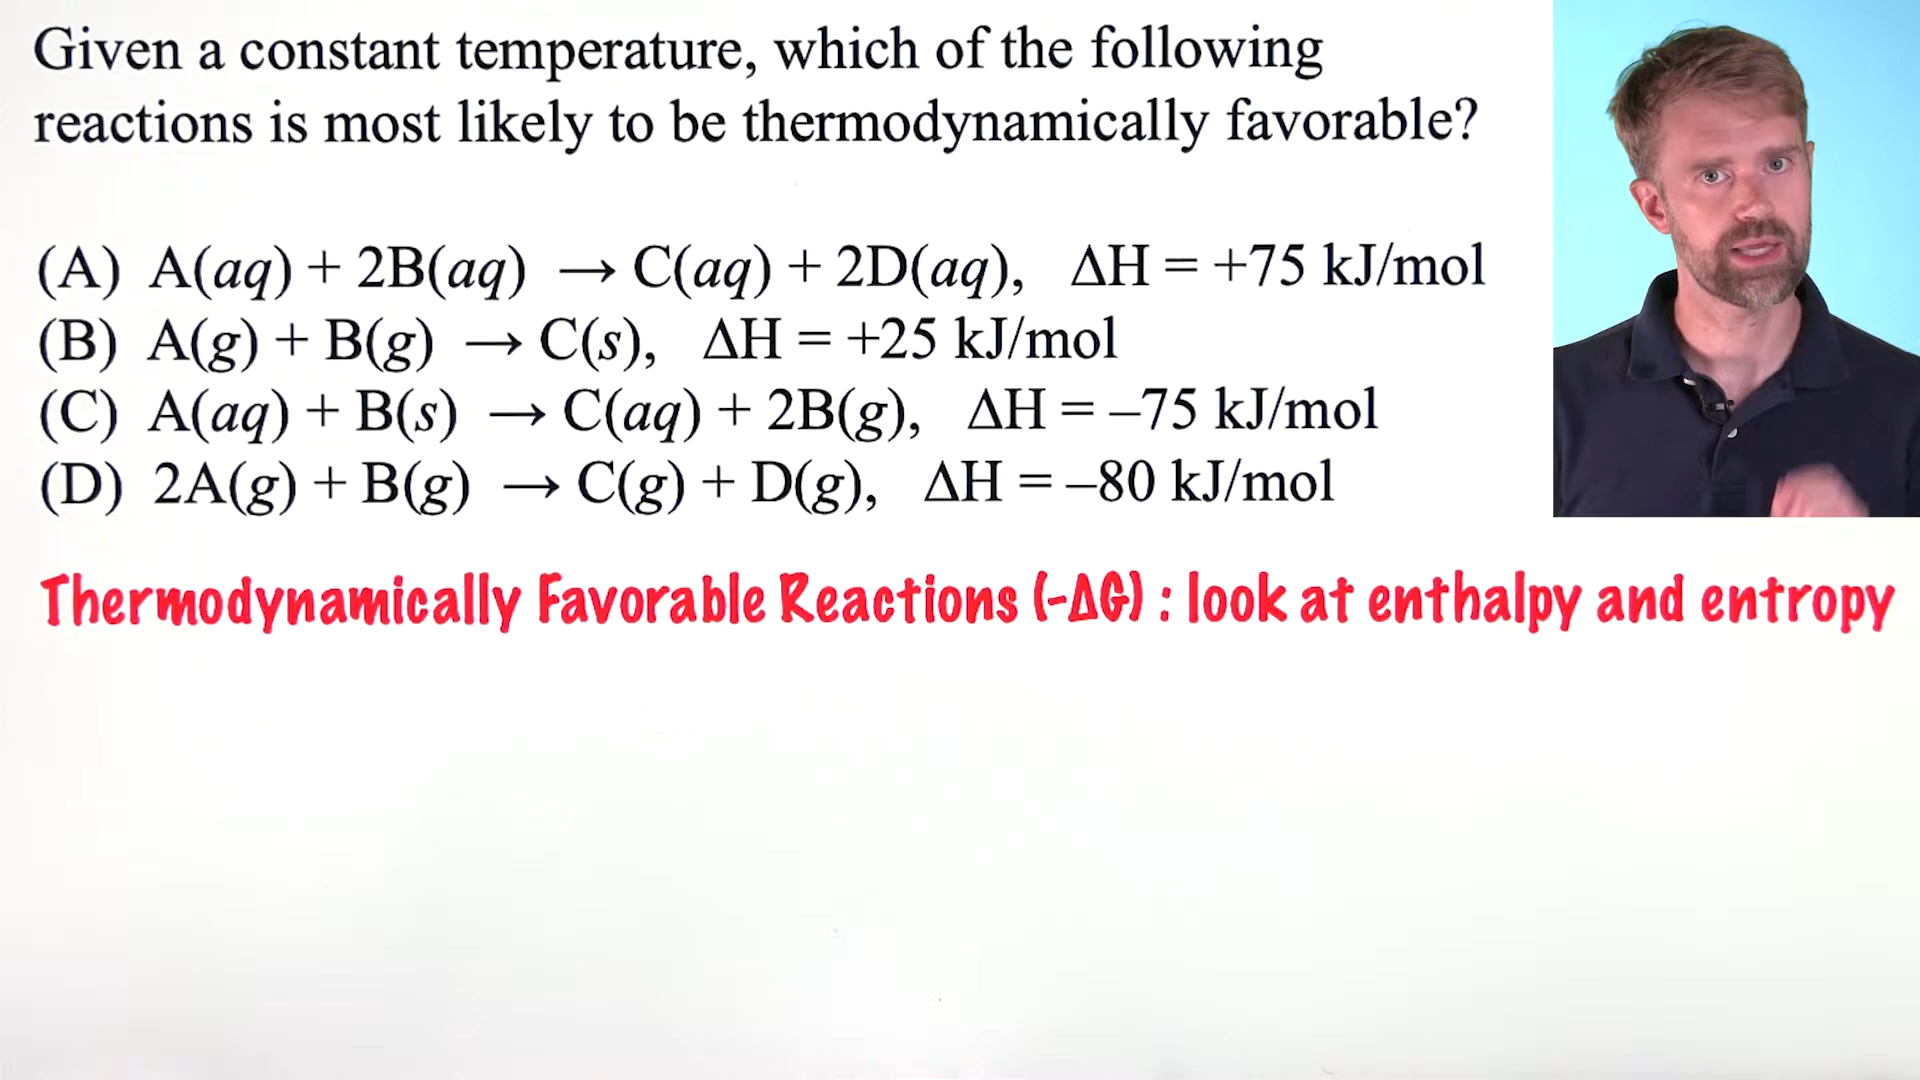 Given a constant temperature, which of the following
reactions is most likely to be thermodynamically favorable?
(A) A(aq) + 2B(aq) → C(aq) + 2D(aq), ΔH = +75 kJ/mol
(B) A(g) + B(g) → C(s), ΔH = +25 kJ/mol
(C) A(aq) + B(s) → C(aq) + 2B(g), ΔH = –75 kJ/mol
(D) 2A(g) + B(g) → C(g) + D(g), ΔH = –80 kJ/mol
Thermodynamically Favorable Reactions (-ΔG) : look at enthalpy and entropy